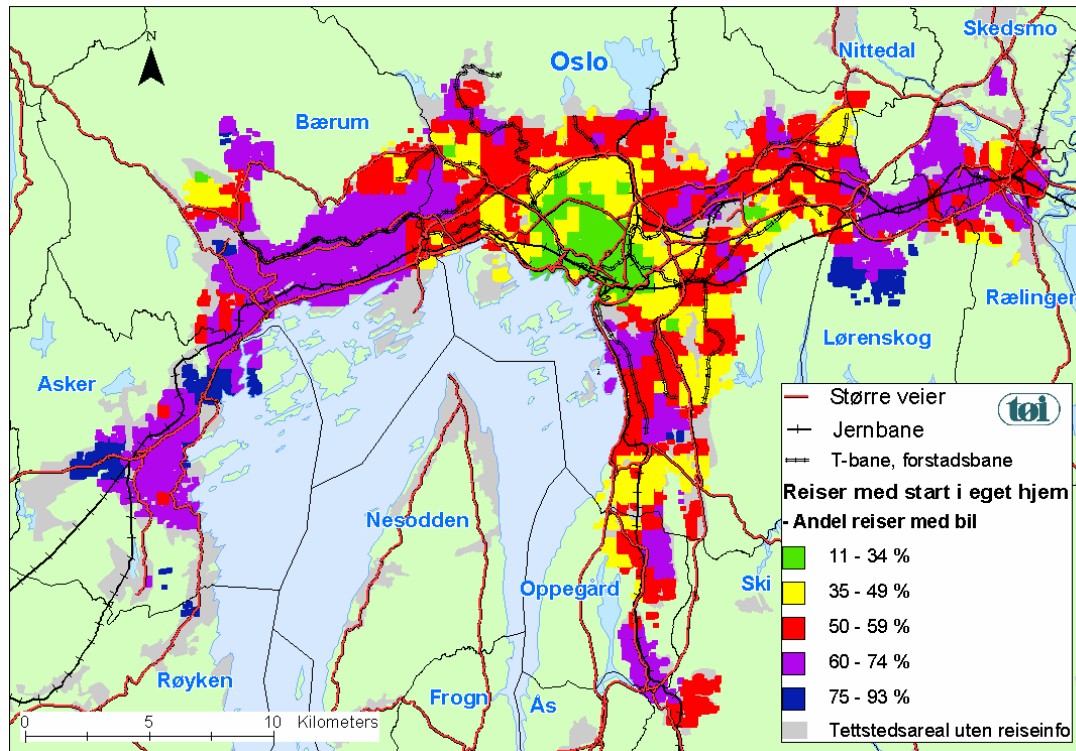 N
Oslo
Skedsmo
Nittedal
Bærum
Asker
Rælingen
Lørenskog
Nesodden
Oppegård
Ski
Røyken
Frogn
Ås
0 5 10 Kilometers
Større veier
tøi
Jernbane
T-bane, forstadsbane
Reiser med start i eget hjem
- Andel reiser med bil
11 - 34 %
35 - 49 %
50 - 59 %
60 - 74 %
75 - 93 %
Tettstedsareal uten reiseinfo